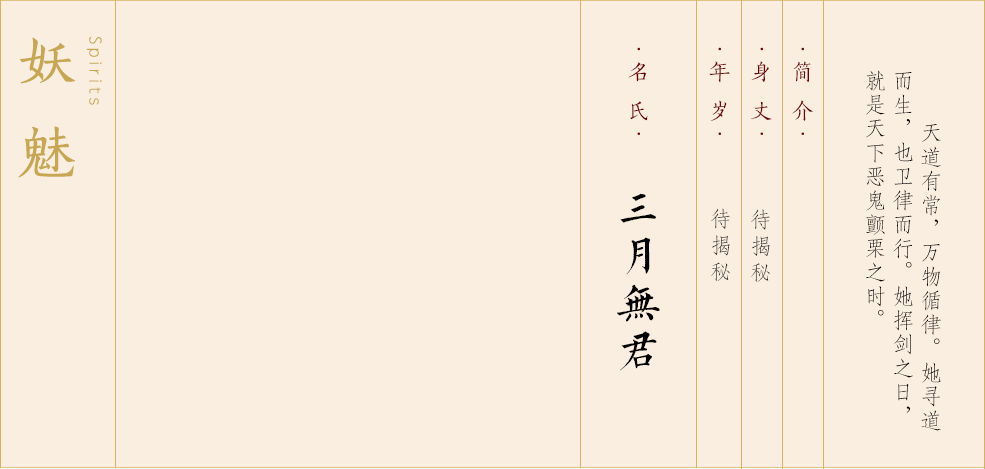 妖魅
Spirits
·名氏·
三月無君
·年岁·
待揭秘
·身丈·
待揭秘
·简介·
天道有常，万物循律。她寻道
而生，也卫律而行。她挥剑之日，
就是天下恶鬼颤栗之时。